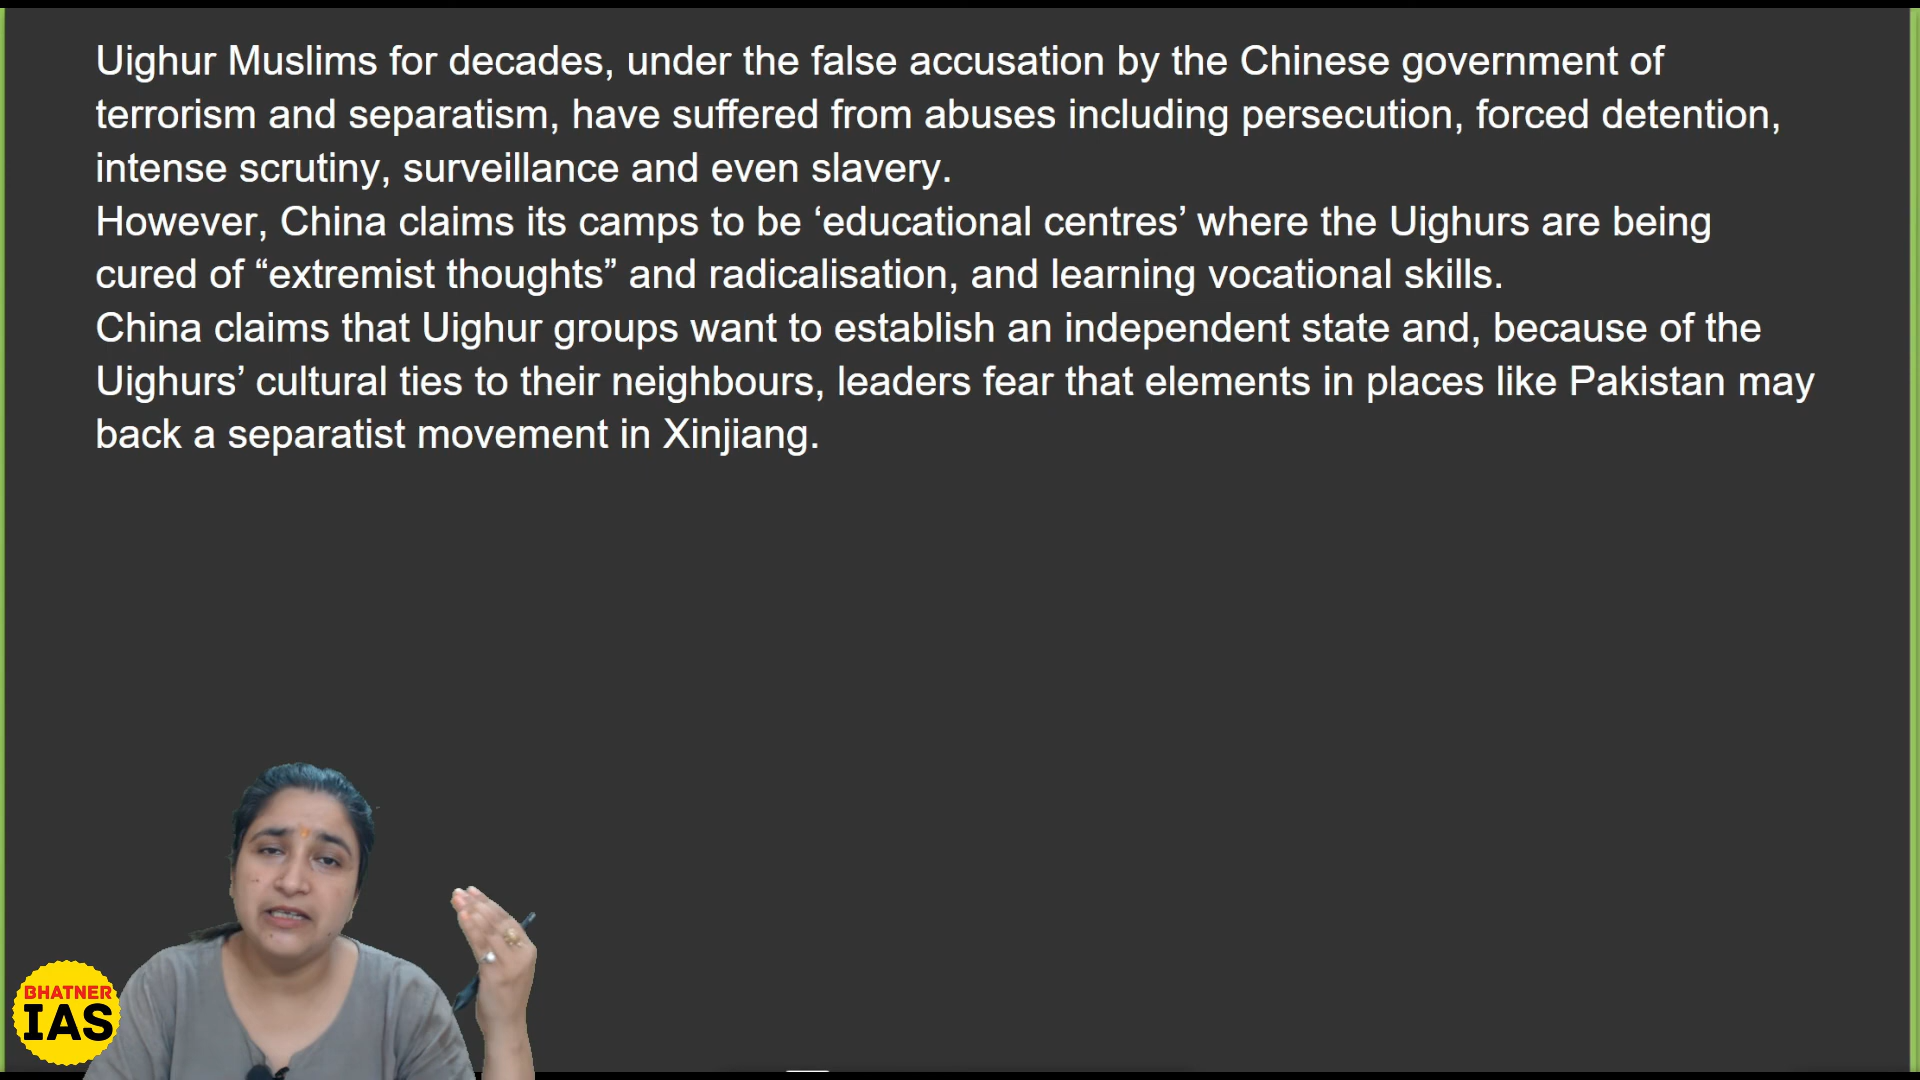 Uighur Muslims for decades, under the false accusation by the Chinese government of
terrorism and separatism, have suffered from abuses including persecution, forced detention,
intense scrutiny, surveillance and even slavery.
However, China claims its camps to be ‘educational centres’ where the Uighurs are being
cured of “extremist thoughts” and radicalisation, and learning vocational skills.
China claims that Uighur groups want to establish an independent state and, because of the
Uighurs’ cultural ties to their neighbours, leaders fear that elements in places like Pakistan may
back a separatist movement in Xinjiang.
BHATNER
IAS